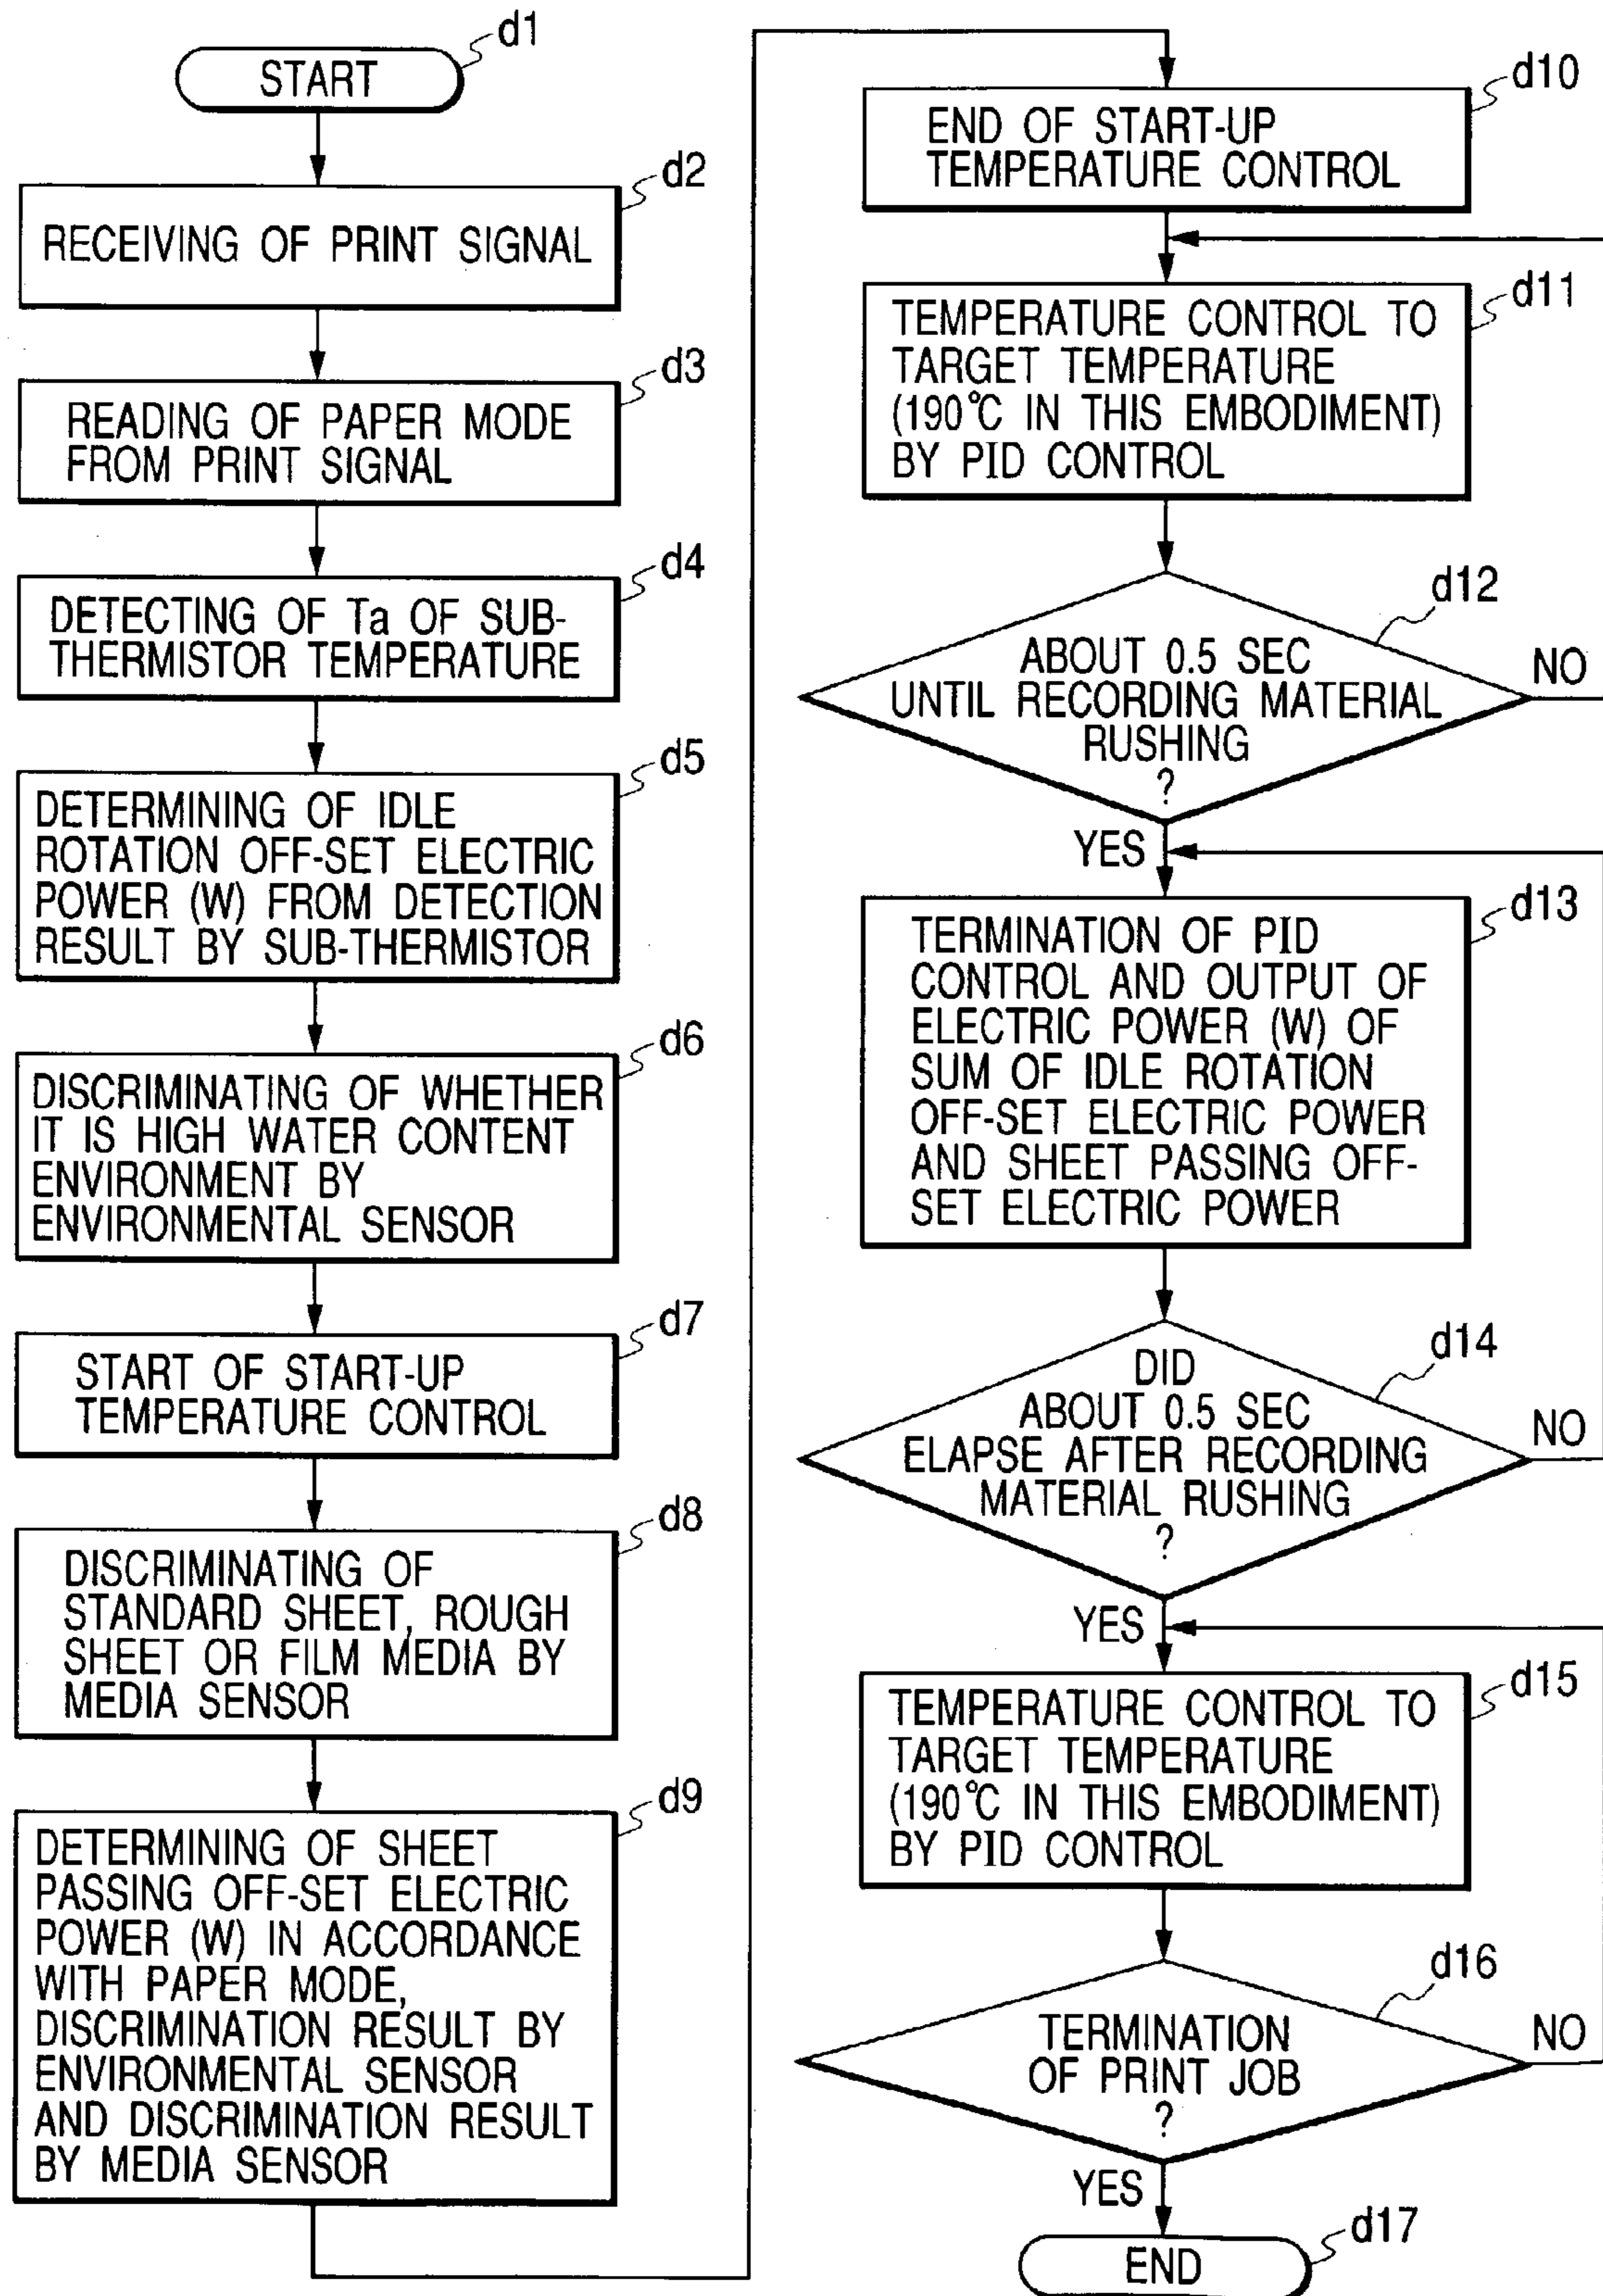 START
d1
RECEIVING OF PRINT SIGNAL
d2
READING OF PAPER MODE
FROM PRINT SIGNAL
d3
DETECTING OF Ta OF SUB-
THERMISTOR TEMPERATURE
d4
DETERMINING OF IDLE
ROTATION OFF-SET ELECTRIC
POWER (W) FROM DETECTION
RESULT BY SUB-THERMISTOR
d5
DISCRIMINATING OF WHETHER
IT IS HIGH WATER CONTENT
ENVIRONMENT BY
ENVIRONMENTAL SENSOR
d6
START OF START-UP
TEMPERATURE CONTROL
d7
DISCRIMINATING OF
STANDARD SHEET, ROUGH
SHEET OR FILM MEDIA BY
MEDIA SENSOR
d8
DETERMINING OF SHEET
PASSING OFF-SET ELECTRIC
POWER (W) IN ACCORDANCE
WITH PAPER MODE,
DISCRIMINATION RESULT BY
ENVIRONMENTAL SENSOR
AND DISCRIMINATION RESULT
BY MEDIA SENSOR
d9
END OF START-UP
TEMPERATURE CONTROL
d10
TEMPERATURE CONTROL TO
TARGET TEMPERATURE
(190°C IN THIS EMBODIMENT)
BY PID CONTROL
d11
ABOUT 0.5 SEC
UNTIL RECORDING MATERIAL
RUSHING
?
d12
NO
YES
TERMINATION OF PID
CONTROL AND OUTPUT OF
ELECTRIC POWER (W) OF
SUM OF IDLE ROTATION
OFF-SET ELECTRIC POWER
AND SHEET PASSING OFF-
SET ELECTRIC POWER
d13
DID
ABOUT 0.5 SEC
ELAPSE AFTER RECORDING
MATERIAL RUSHING
?
d14
NO
YES
TEMPERATURE CONTROL TO
TARGET TEMPERATURE
(190°C IN THIS EMBODIMENT)
BY PID CONTROL
d15
TERMINATION
OF PRINT JOB
?
d16
NO
YES
END
d17